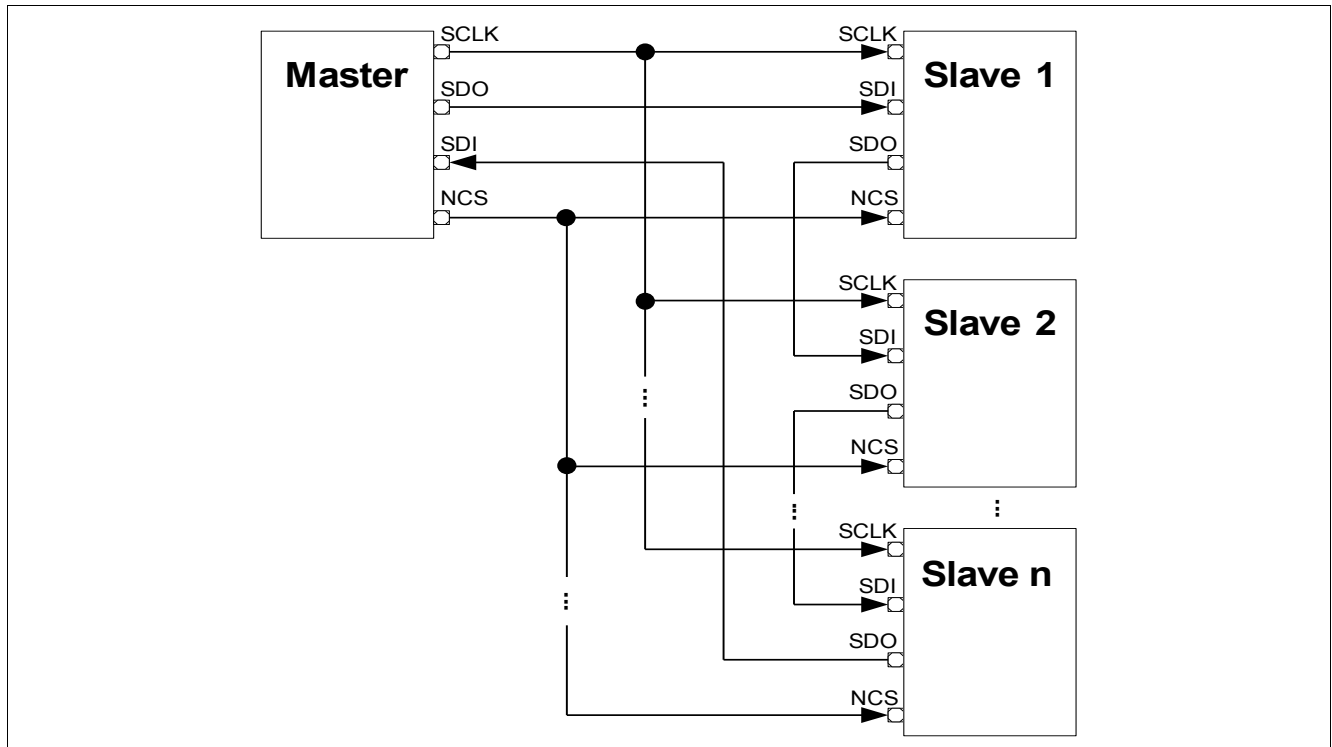 SCLK
Master
SDO
SDI
NCS
SCLK
Slave 1
SDI
SDO
NCS
SCLK
Slave 2
SDI
SDO
NCS
...
...
...
...
SCLK
Slave n
SDI
SDO
NCS